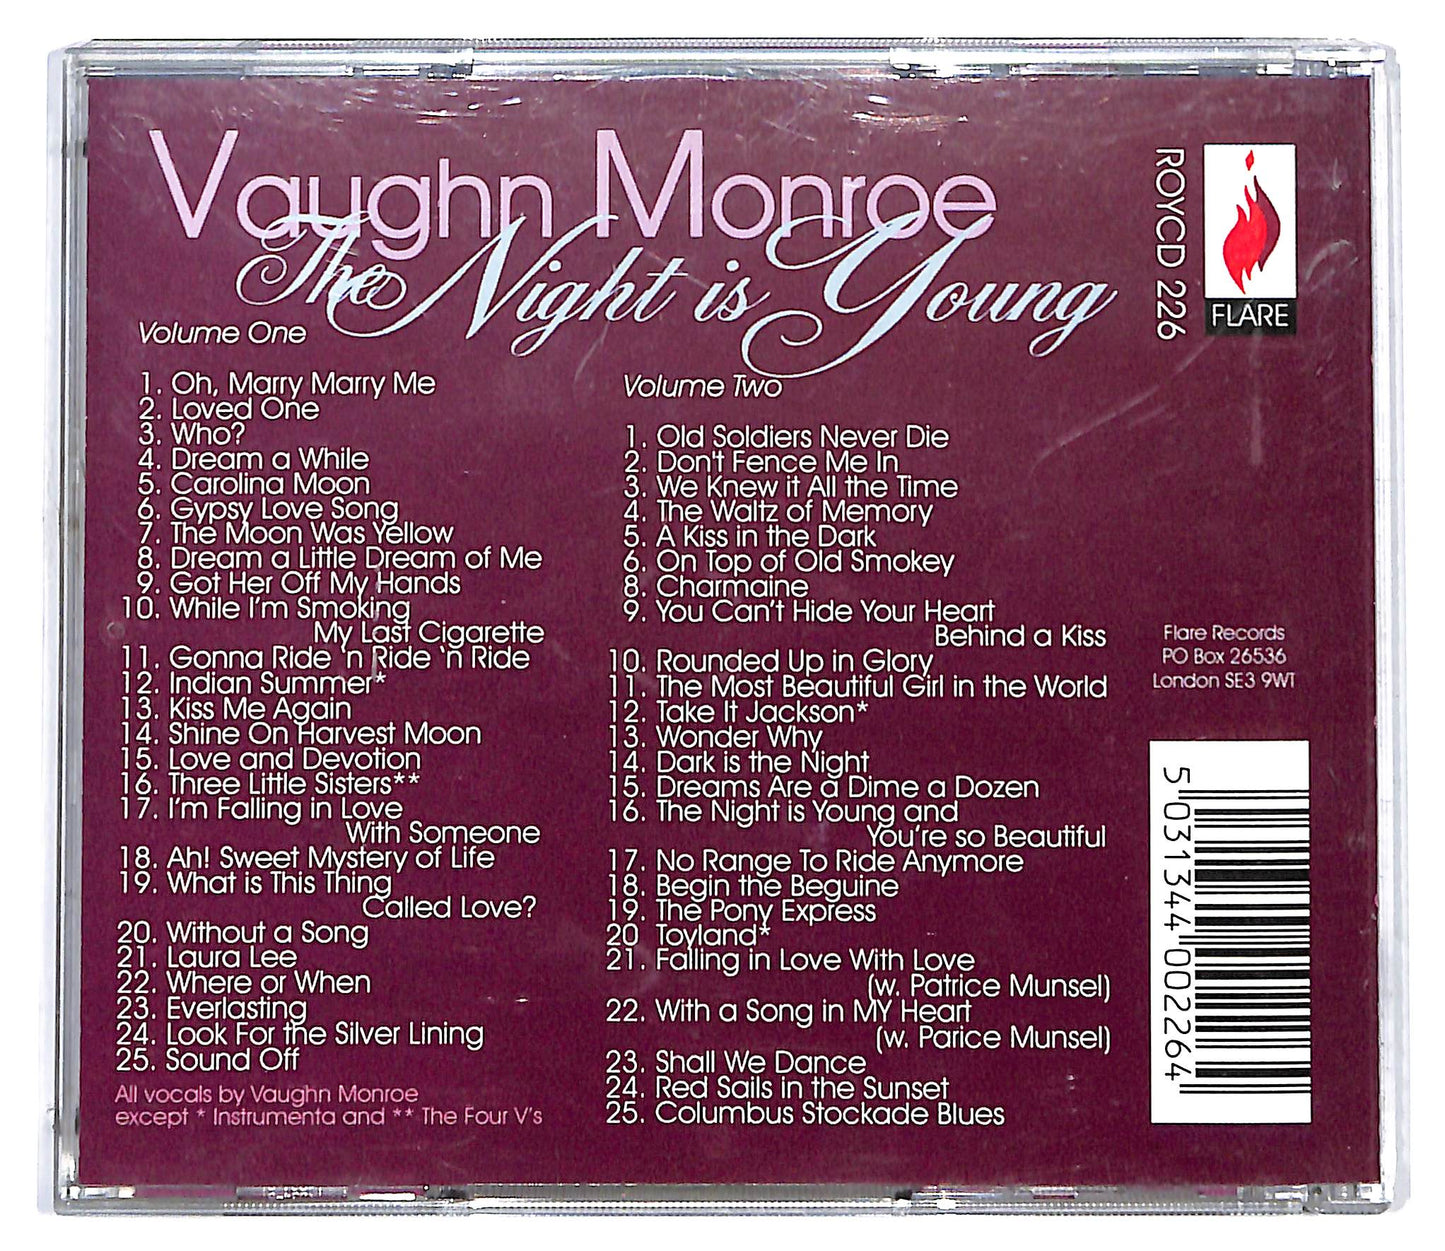 Vaughn Monroe
The Night is Young
Volume One
1. Oh, Marry Marry Me
2. Loved One
3. Who?
4. Dream a While
5. Carolina Moon
6. Gypsy Love Song
7. The Moon Was Yellow
8. Dream a Little Dream of Me
9. Got Her Off My Hands
10. While I'm Smoking
My Last Cigarette
11. Gonna Ride 'n Ride 'n Ride
12. Indian Summer*
13. Kiss Me Again
14. Shine On Harvest Moon
15. Love and Devotion
16. Three Little Sisters**
17. I'm Falling in Love
With Someone
18. Ah! Sweet Mystery of Life
19. What is This Thing
Called Love?
20. Without a Song
21. Laura Lee
22. Where or When
23. Everlasting
24. Look For the Silver Lining
25. Sound Off
All vocals by Vaughn Monroe
except * Instrumenta and ** The Four V's
Volume Two
1. Old Soldiers Never Die
2. Don't Fence Me In
3. We Knew it All the Time
4. The Waltz of Memory
5. A Kiss in the Dark
6. On Top of Old Smokey
8. Charmaine
9. You Can't Hide Your Heart
Behind a Kiss
10. Rounded Up in Glory
11. The Most Beautiful Girl in the World
12. Take It Jackson*
13. Wonder Why
14. Dark is the Night
15. Dreams Are a Dime a Dozen
16. The Night is Young and
You're so Beautiful
17. No Range To Ride Anymore
18. Begin the Beguine
19. The Pony Express
20 Toyland*
21. Falling in Love With Love
(w. Patrice Munsel)
22. With a Song in MY Heart
(w. Parice Munsel)
23. Shall We Dance
24. Red Sails in the Sunset
25. Columbus Stockade Blues
ROYCD 226
FLARE
Flare Records
PO Box 26536
London SE3 9WT
5 031344 002264